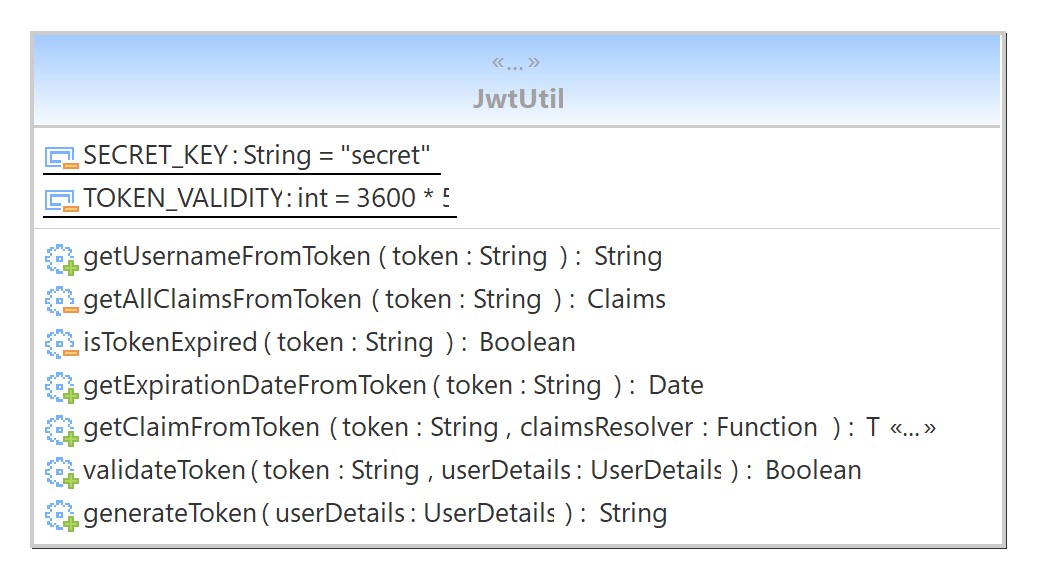 «...»
JwtUtil
SECRET_KEY : String = "secret"
TOKEN_VALIDITY : int = 3600 * 5
getUsernameFromToken ( token : String ) : String
getAllClaimsFromToken ( token : String ) : Claims
isTokenExpired ( token : String ) : Boolean
getExpirationDateFromToken ( token : String ) : Date
getClaimFromToken ( token : String , claimsResolver : Function ) : T «...»
validateToken ( token : String , userDetails : UserDetails ) : Boolean
generateToken ( userDetails : UserDetails ) : String